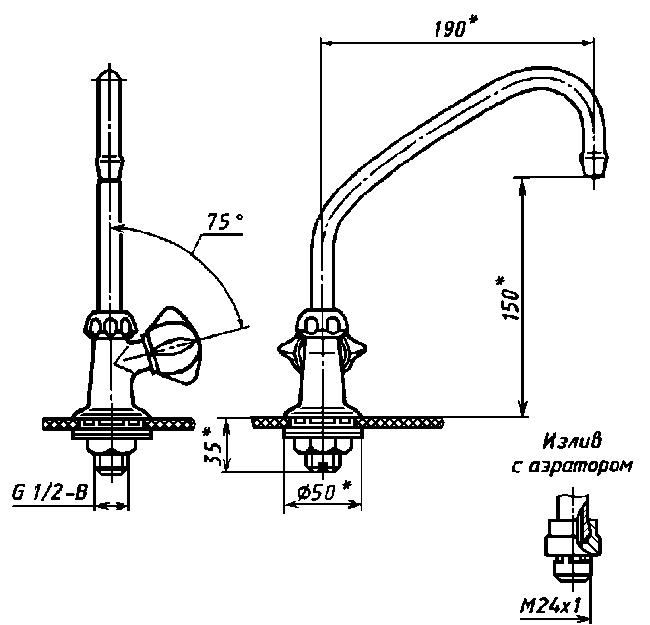 190*
75°
150*
35*
G 1/2-B
Ø50*
Излив
с аэратором
M24x1